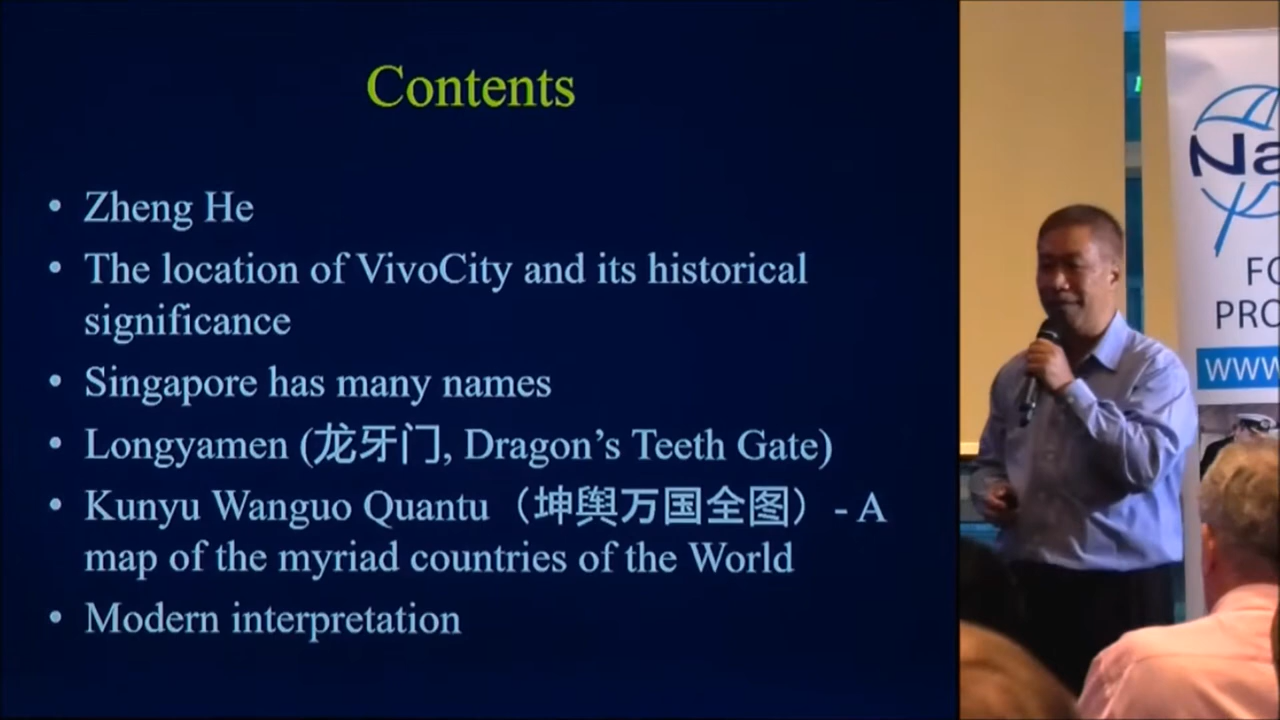 Contents
• Zheng He
• The location of VivoCity and its historical
significance
• Singapore has many names
• Longyamen (龙牙门, Dragon’s Teeth Gate)
• Kunyu Wanguo Quantu（坤舆万国全图）- A
map of the myriad countries of the World
• Modern interpretation
Na
FO
PRO
WWW